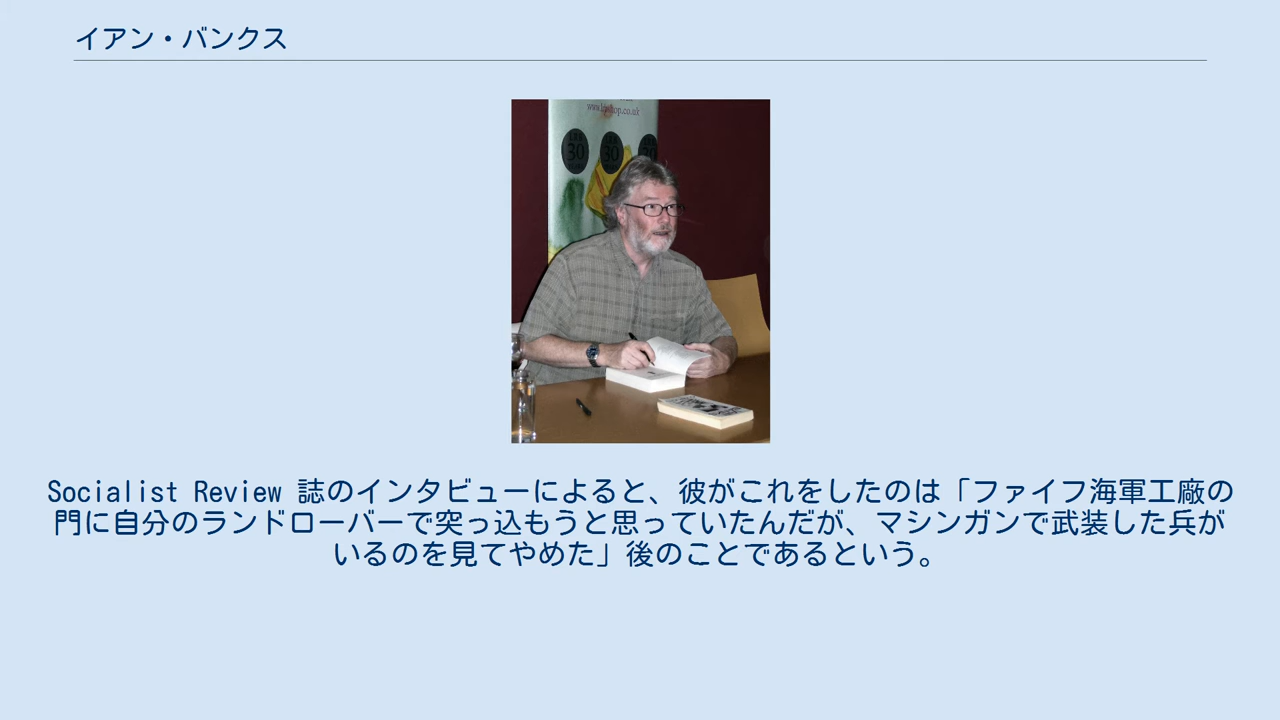 イアン・バンクス
30
30
30
Socialist Review 誌のインタビューによると、彼がこれをしたのは「ファイフ海軍工廠の
門に自分のランドローバーで突っ込もうと思っていたんだが、マシンガンで武装した兵が
いるのを見てやめた」後のことであるという。